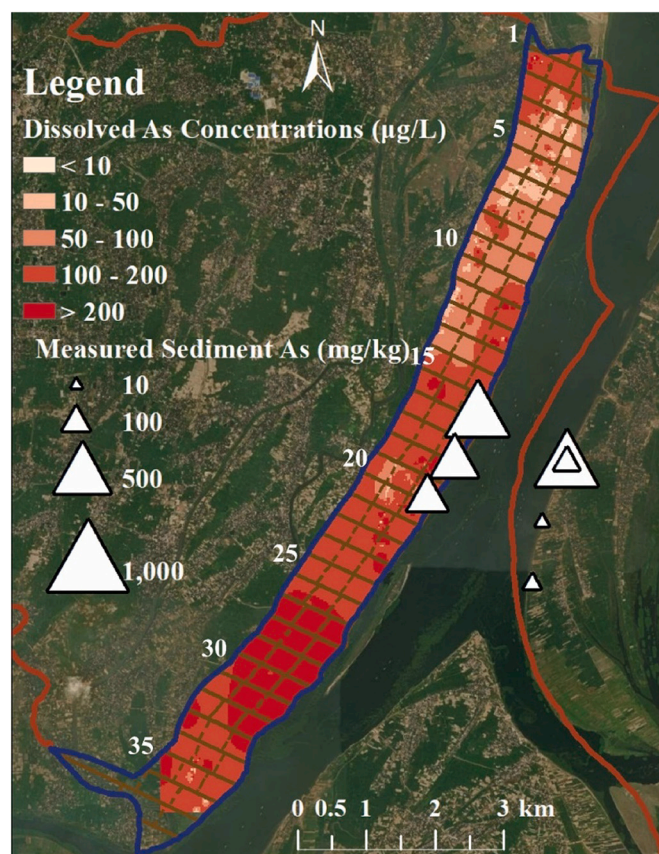 N
1
Legend
Dissolved As Concentrations (µg/L)
< 10
10 - 50
50 - 100
100 - 200
> 200
5
10
Measured Sediment As (mg/kg)
15
10
100
500
1,000
20
25
30
35
0 0.5 1 2 3 km